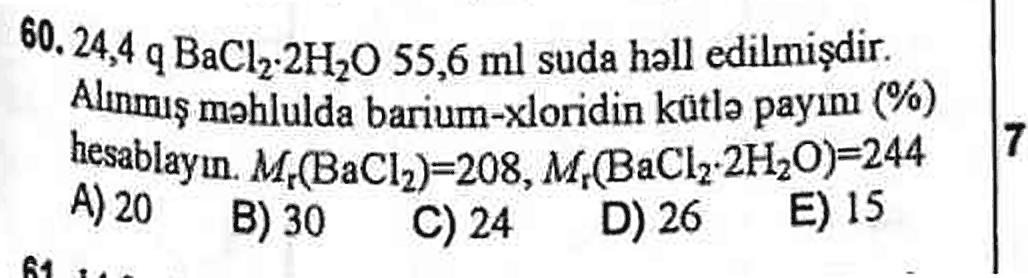 60. 24,4 q BaCl₂·2H₂O 55,6 ml suda həll edilmişdir.
Alınmış məhlulda barium-xloridin kütlə payını (%)
hesablayın. Mᵣ(BaCl₂)=208, Mᵣ(BaCl₂·2H₂O)=244
A) 20 B) 30 C) 24 D) 26 E) 15
7
61